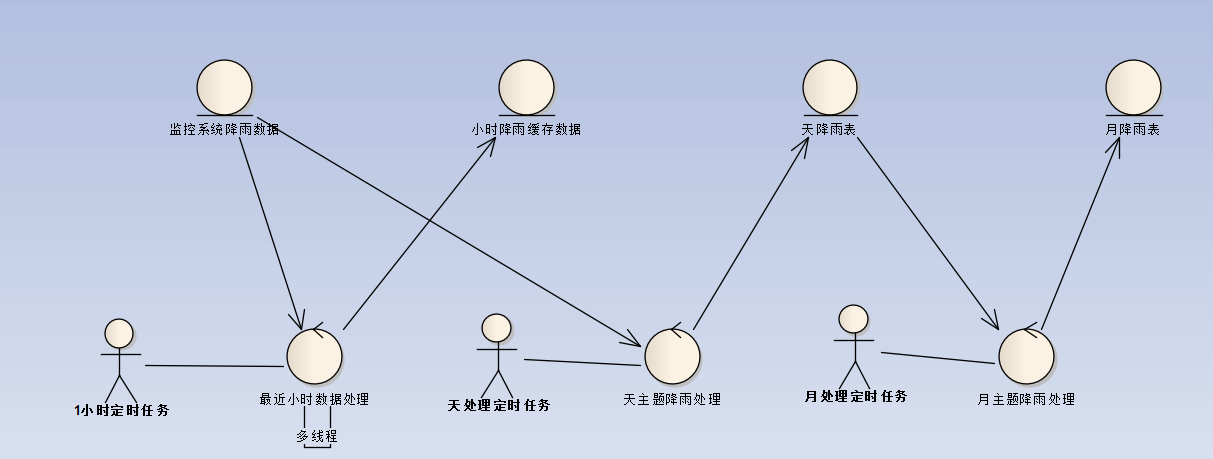 监控系统降雨数据
小时降雨缓存数据
天降雨表
月降雨表
1小时定时任务
最近小时数据处理
多线程
天处理定时任务
天主题降雨处理
月处理定时任务
月主题降雨处理